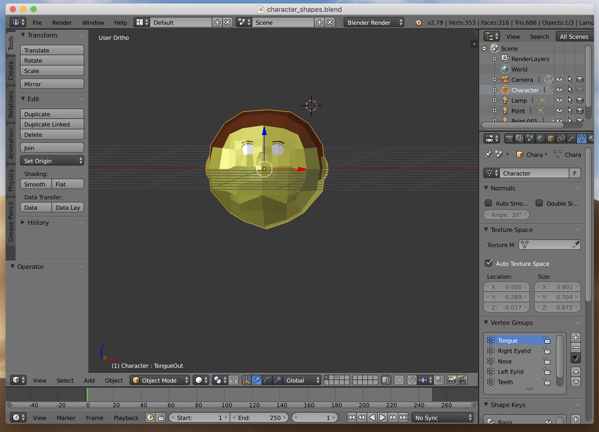 character_shapes.blend
File Render Window Help Default Scene Blender Render v2.79 | Verts:353 | Faces:316 | Tris:686 | Objects:1/3 | Lamp
Transform
Translate
Rotate
Scale
Mirror
Edit
Duplicate
Duplicate Linked
Delete
Join
Set Origin
Shading:
Smooth Flat
Data Transfer:
Data Data Lay
History
Operator
Tools
Create
Relations
Animation
Physics
Grease Pencil
User Ortho
(1) Character : TongueOut
View Select Add Object Object Mode Global
-40 -20 0 20 40 60 80 100 120 140 160 180 200 220 240 260
View Marker Frame Playback Start: 1 End: 250 1 No Sync
View Search All Scenes
Scene
RenderLayers
World
Camera
Character
Lamp
Point
Point.001
Chara Chara
Character F
Normals
Auto Smo... Double Si...
Angle: 30°
Texture Space
Texture M
Auto Texture Space
Location: Size:
X: 0.000 X: 0.901
Y: 0.289 Y: 0.704
Z: -0.017 Z: 0.872
Vertex Groups
Tongue
Right Eyelid
Nose
Left Eylid
Teeth
Shape Keys
Basis